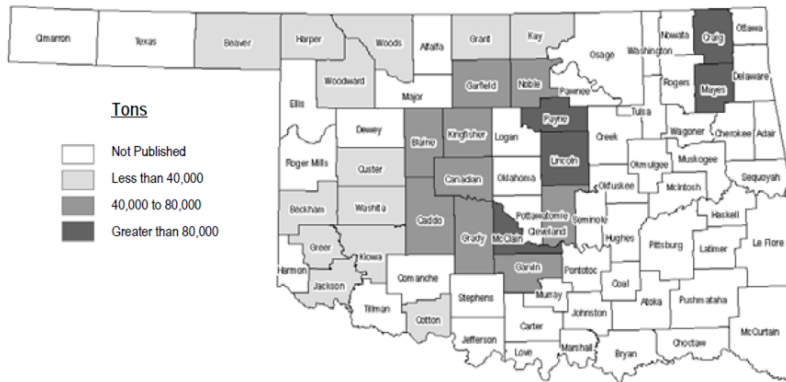 Cimarron
Texas
Beaver
Harper
Woods
Alfalfa
Grant
Kay
Osage
Washington
Nowata
Craig
Ottawa
Woodward
Major
Garfield
Noble
Pawnee
Rogers
Mayes
Delaware
Ellis
Dewey
Blaine
Kingfisher
Logan
Payne
Creek
Tulsa
Wagoner
Cherokee
Adair
Roger Mills
Custer
Canadian
Oklahoma
Lincoln
Okmulgee
Muskogee
Sequoyah
Okfuskee
McIntosh
Beckham
Washita
Caddo
Grady
McClain
Cleveland
Pottawatomie
Seminole
Hughes
Haskell
Pittsburg
Latimer
Le Flore
Greer
Kiowa
Harmon
Jackson
Comanche
Garvin
Pontotoc
Coal
Tillman
Cotton
Stephens
Murray
Johnston
Atoka
Pushmataha
McCurtain
Jefferson
Carter
Love
Marshall
Bryan
Choctaw
Tons
Not Published
Less than 40,000
40,000 to 80,000
Greater than 80,000